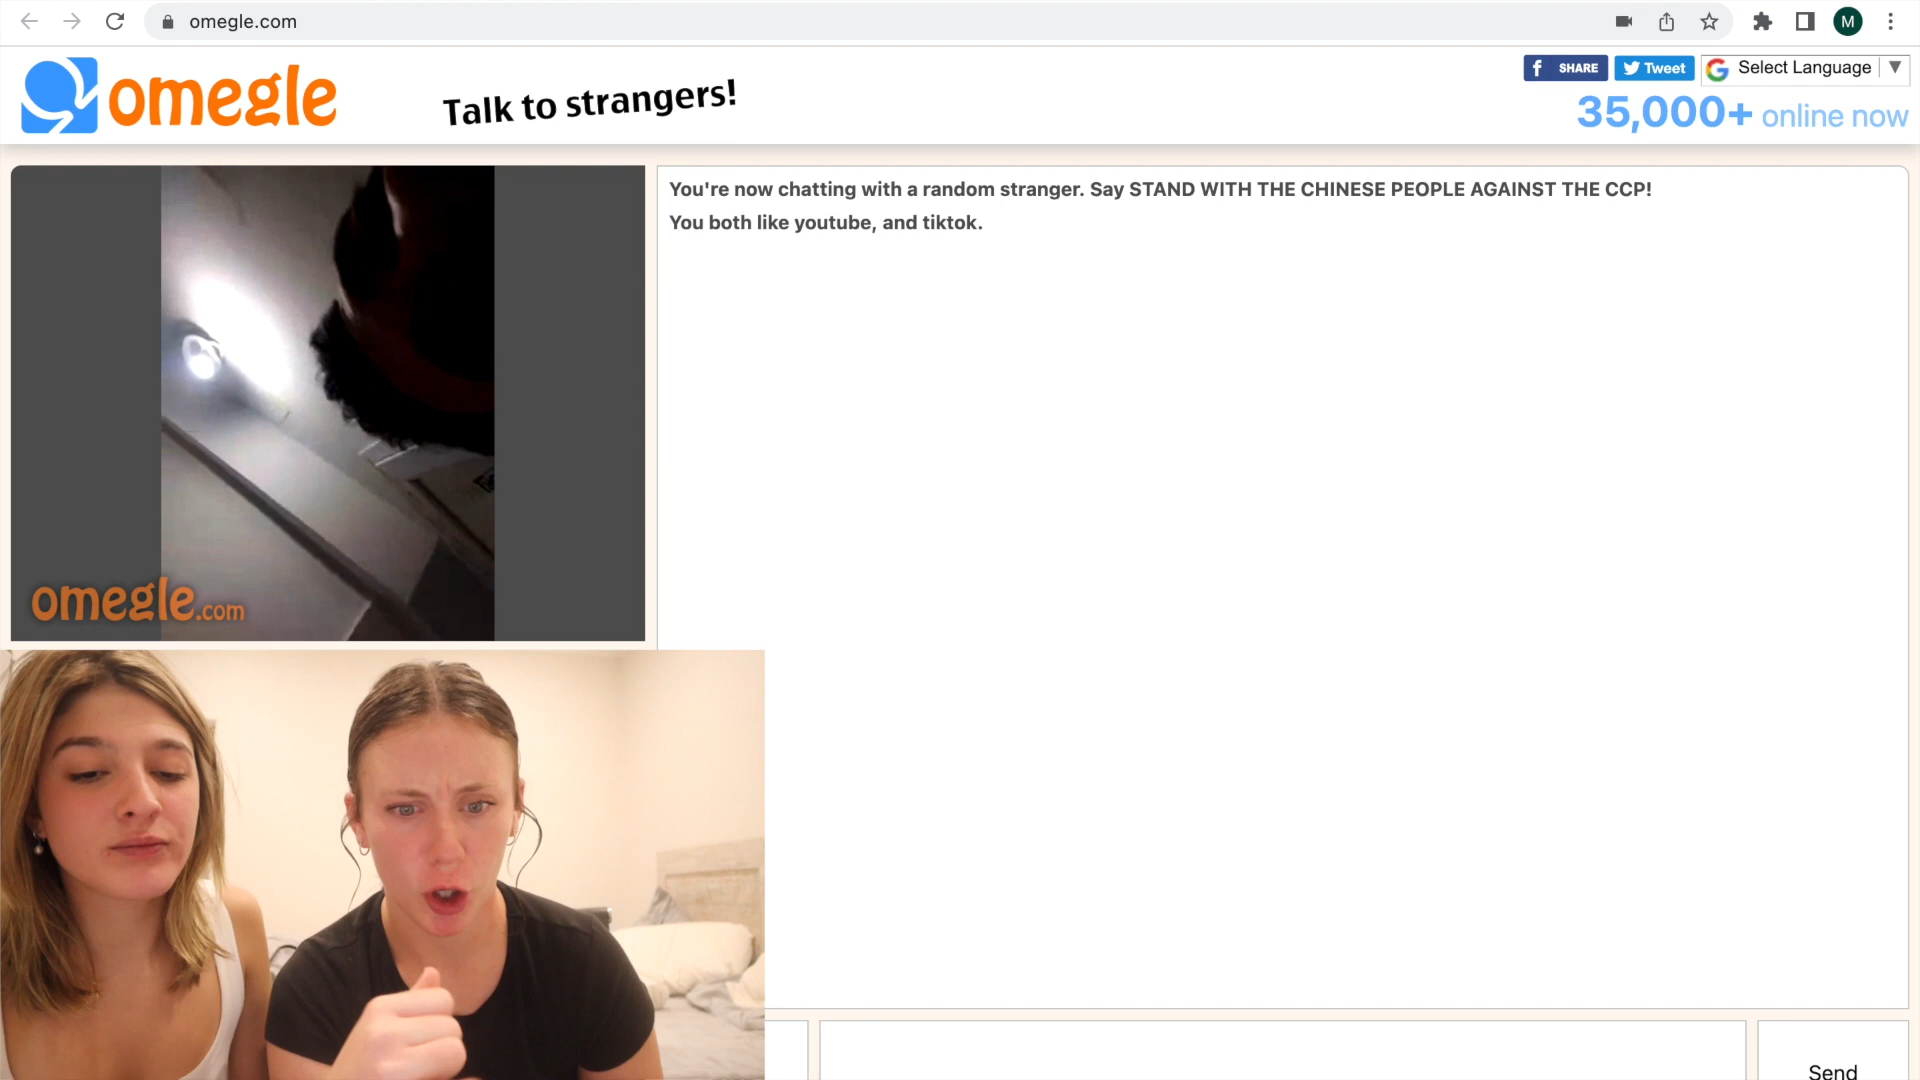 omegle.com
M
omegle
Talk to strangers!
SHARE
Tweet
Select Language
35,000+ online now
You're now chatting with a random stranger. Say STAND WITH THE CHINESE PEOPLE AGAINST THE CCP!
You both like youtube, and tiktok.
omegle.com
Send